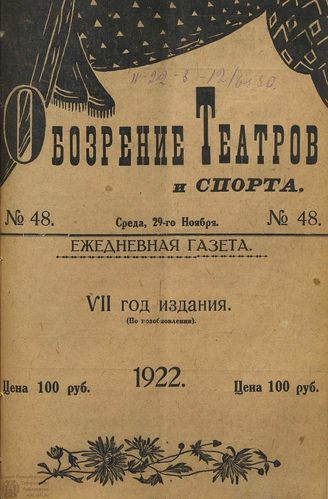 Обозрение Театров
и СПОРТА.
№ 48. Среда, 29-го Ноября. № 48.
ЕЖЕДНЕВНАЯ ГАЗЕТА.
VII год издания.
(По возобновлении).
Цена 100 руб. 1922. Цена 100 руб.